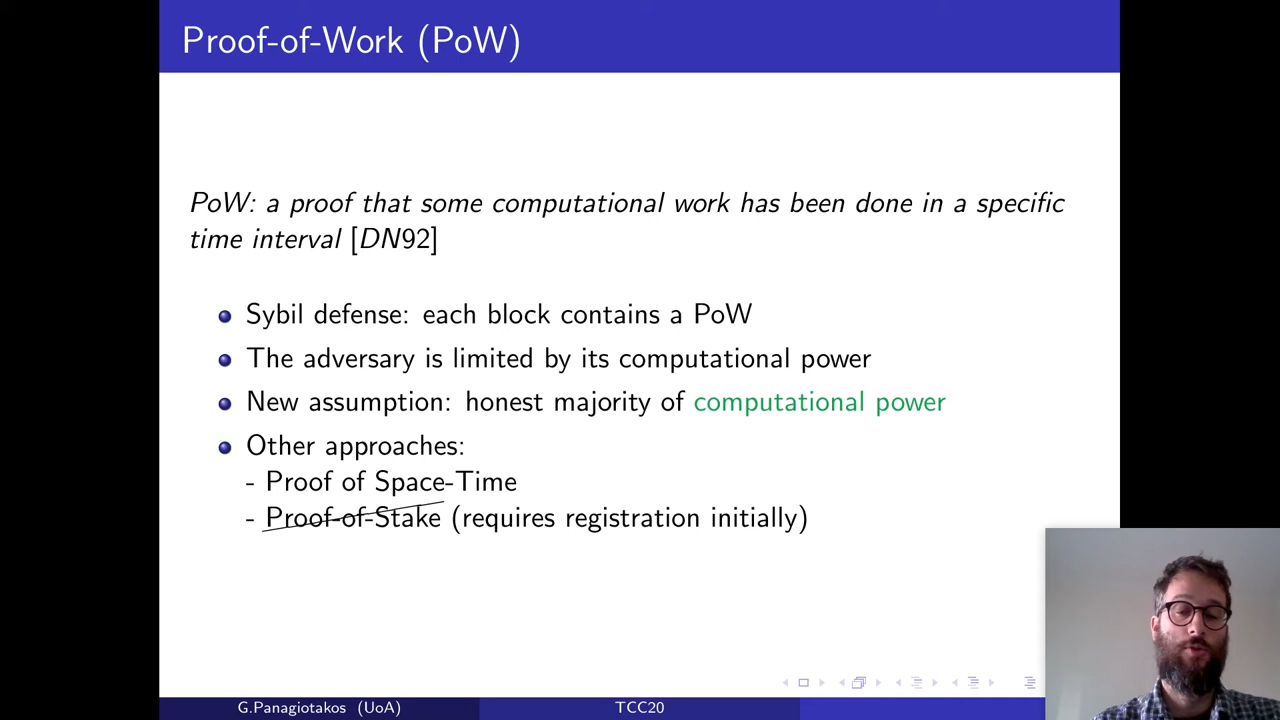 Proof-of-Work (PoW)
PoW: a proof that some computational work has been done in a specific
time interval [DN92]
Sybil defense: each block contains a PoW
The adversary is limited by its computational power
New assumption: honest majority of computational power
Other approaches:
- Proof of Space-Time
- Proof-of-Stake (requires registration initially)
G.Panagiotakos (UoA) TCC20